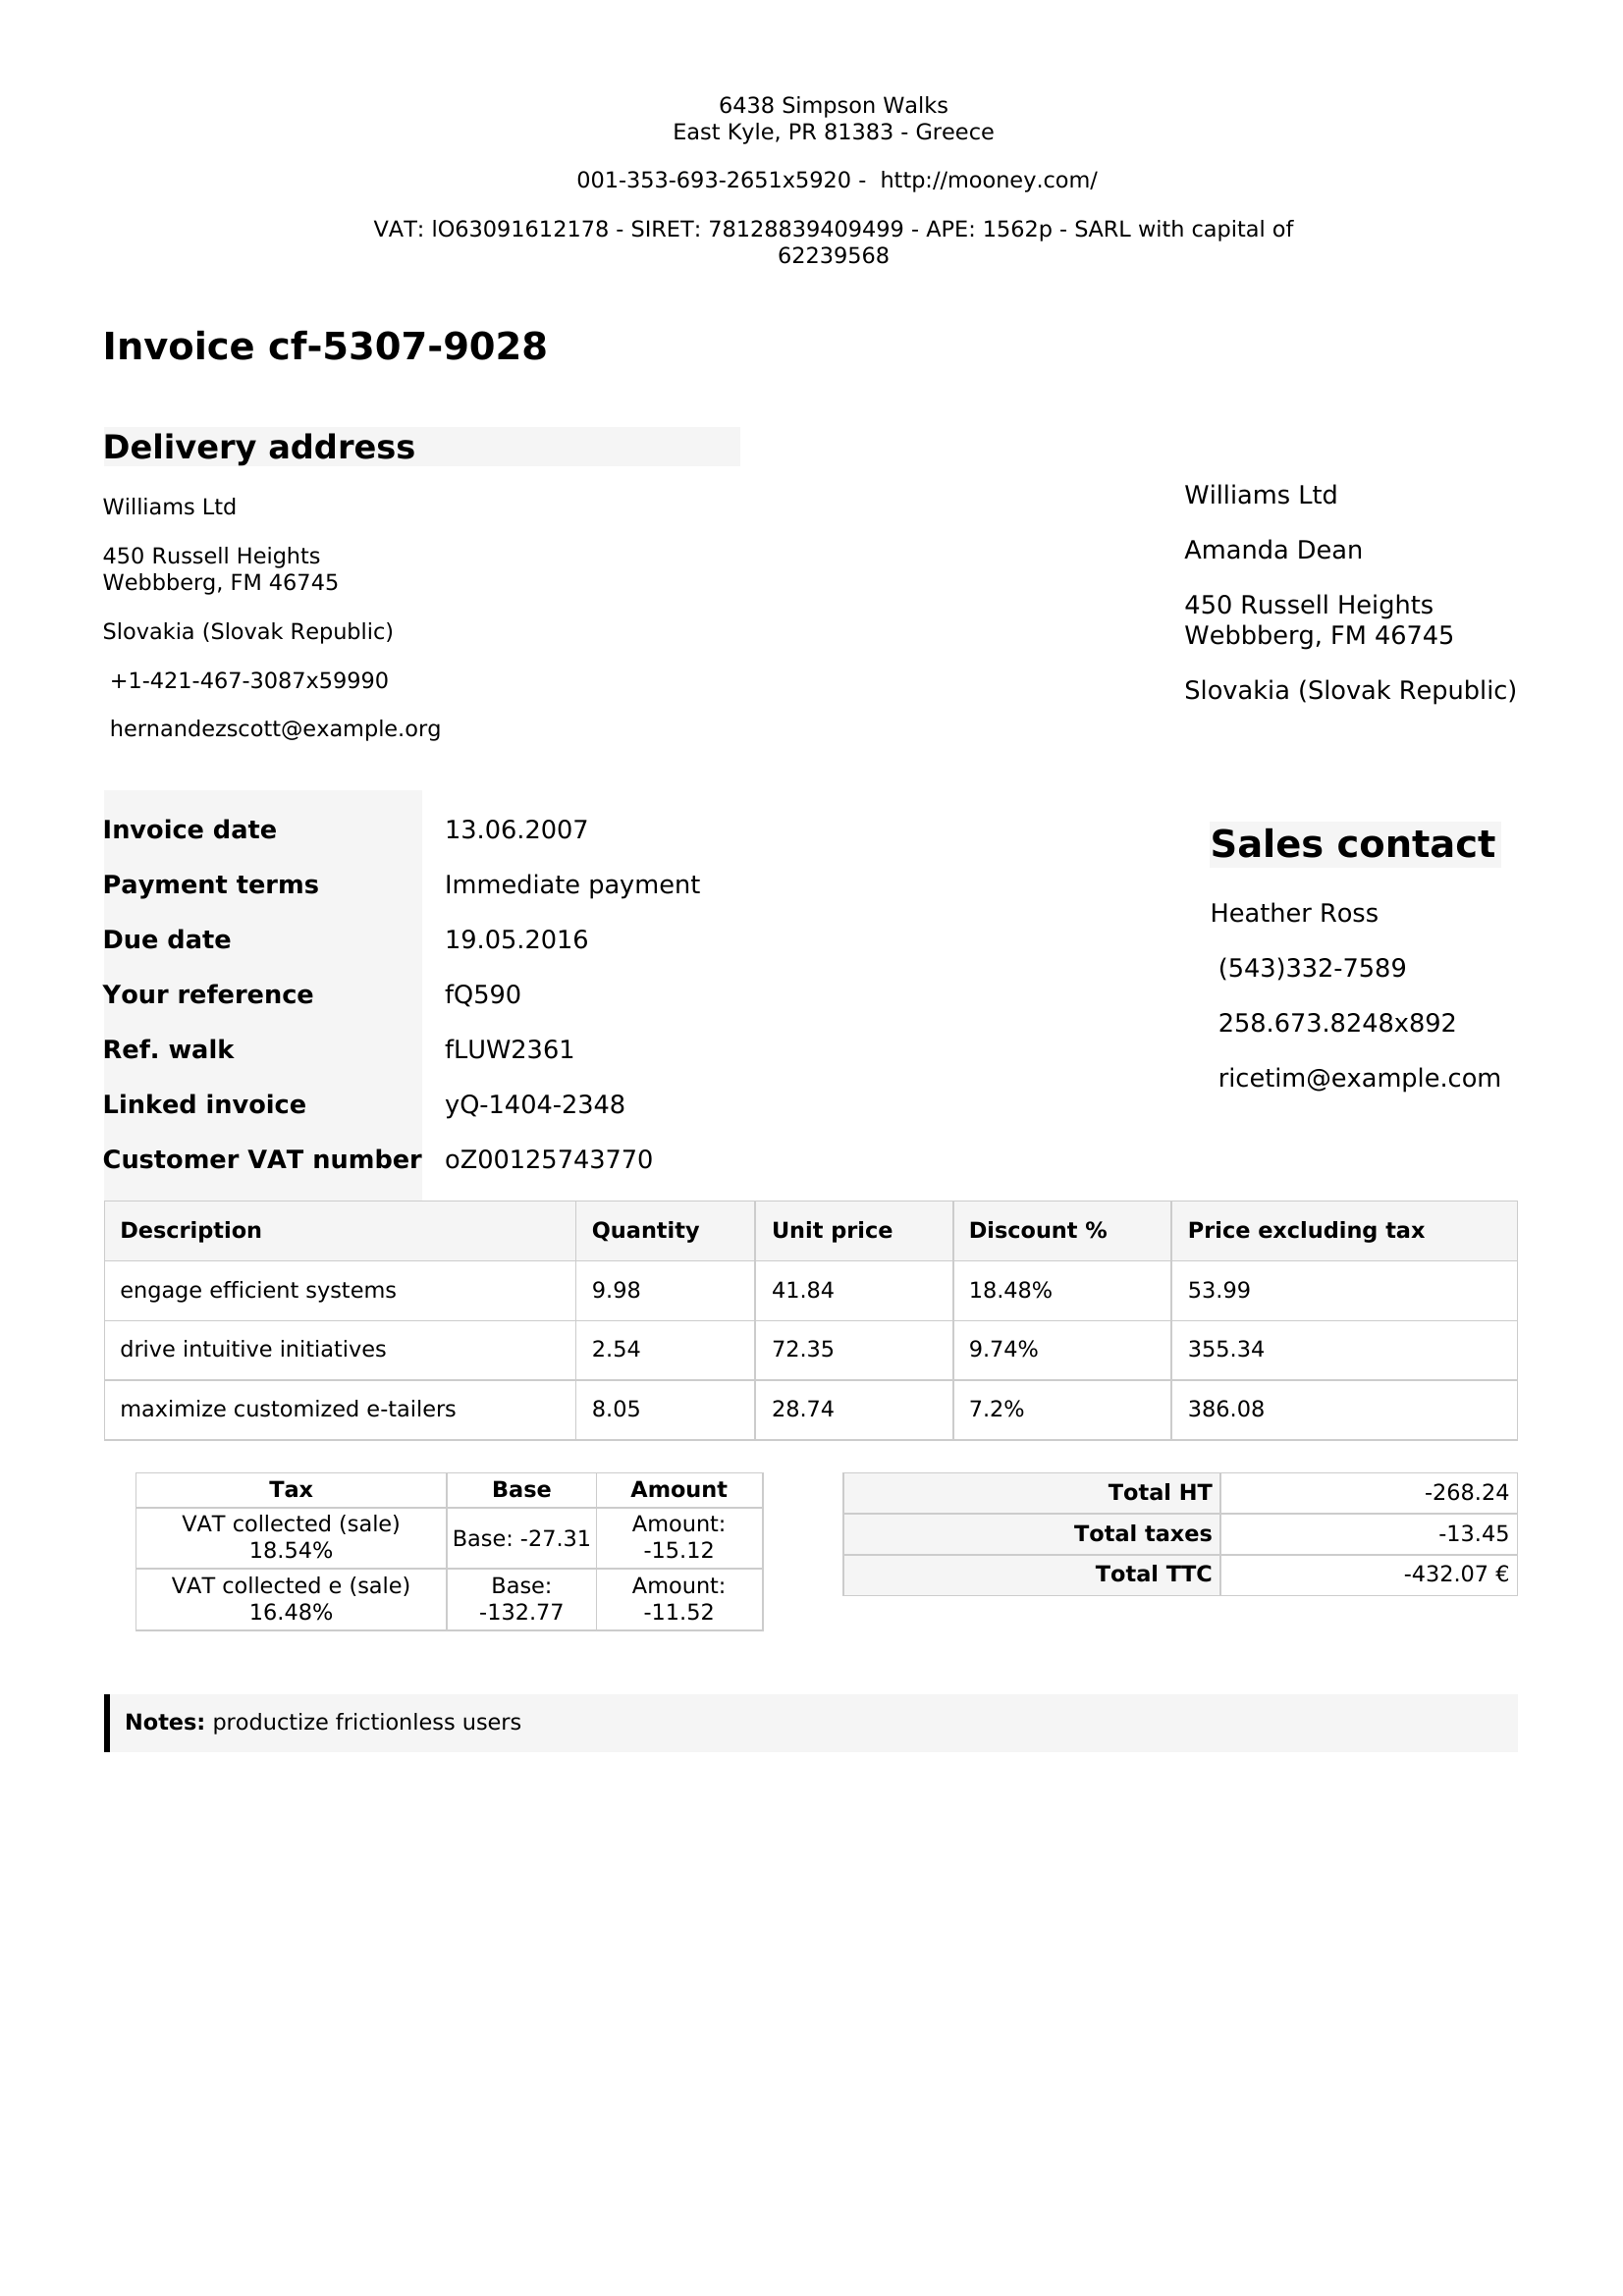 6438 Simpson Walks
East Kyle, PR 81383 - Greece
001-353-693-2651x5920 - http://mooney.com/
VAT: lO63091612178 - SIRET: 78128839409499 - APE: 1562p - SARL with capital of
62239568
Invoice cf-5307-9028
Delivery address
Williams Ltd
450 Russell Heights
Webbberg, FM 46745
Slovakia (Slovak Republic)
+1-421-467-3087x59990
hernandezscott@example.org
Williams Ltd
Amanda Dean
450 Russell Heights
Webbberg, FM 46745
Slovakia (Slovak Republic)
Invoice date 13.06.2007
Payment terms Immediate payment
Due date 19.05.2016
Your reference fQ590
Ref. walk fLUW2361
Linked invoice yQ-1404-2348
Customer VAT number oZ00125743770
Sales contact
Heather Ross
(543)332-7589
258.673.8248x892
ricetim@example.com
Description Quantity Unit price Discount % Price excluding tax
engage efficient systems 9.98 41.84 18.48% 53.99
drive intuitive initiatives 2.54 72.35 9.74% 355.34
maximize customized e-tailers 8.05 28.74 7.2% 386.08
Tax Base Amount
VAT collected (sale) 18.54% Base: -27.31 Amount: -15.12
VAT collected e (sale) 16.48% Base: -132.77 Amount: -11.52
Total HT -268.24
Total taxes -13.45
Total TTC -432.07 €
Notes: productize frictionless users